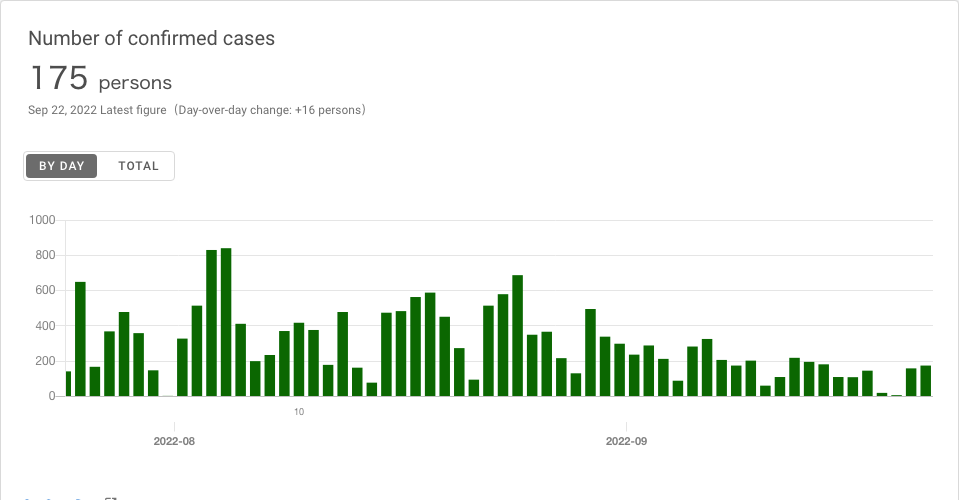 Number of confirmed cases
175 persons
Sep 22, 2022 Latest figure（Day-over-day change: +16 persons）
BY DAY TOTAL
1000
800
600
400
200
0
10
2022-08 2022-09